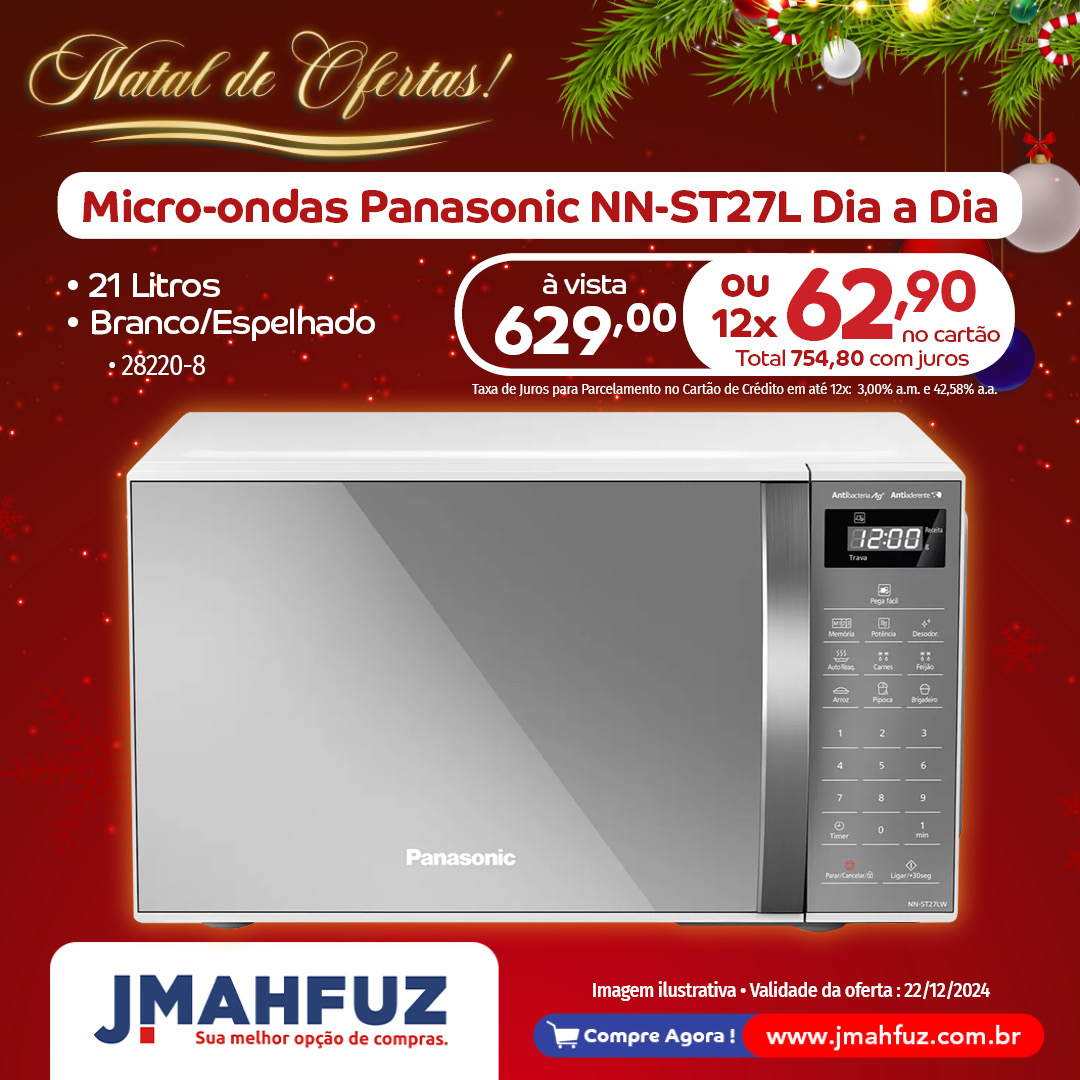 Natal de Ofertas!
Micro-ondas Panasonic NN-ST27L Dia a Dia
• 21 Litros
• Branco/Espelhado
• 28220-8
à vista
629,00
ou
12x 62,90
no cartão
Total 754,80 com juros
Taxa de Juros para Parcelamento no Cartão de Crédito em até 12x: 3,00% a.m. e 42,58% a.a.
Antibacteria Ag Antiaderente
12:00
Receita
g
Trava
Pega fácil
Memória Potência Desodor.
Auto Reaq. Carnes Feijão
Arroz Pipoca Brigadeiro
1 2 3
4 5 6
7 8 9
Timer 0 1 min
Parar/Cancelar/ Ligar/+30seg
NN-ST27LW
Panasonic
JMAHFUZ
Sua melhor opção de compras.
Imagem ilustrativa • Validade da oferta : 22/12/2024
Compre Agora ! www.jmahfuz.com.br